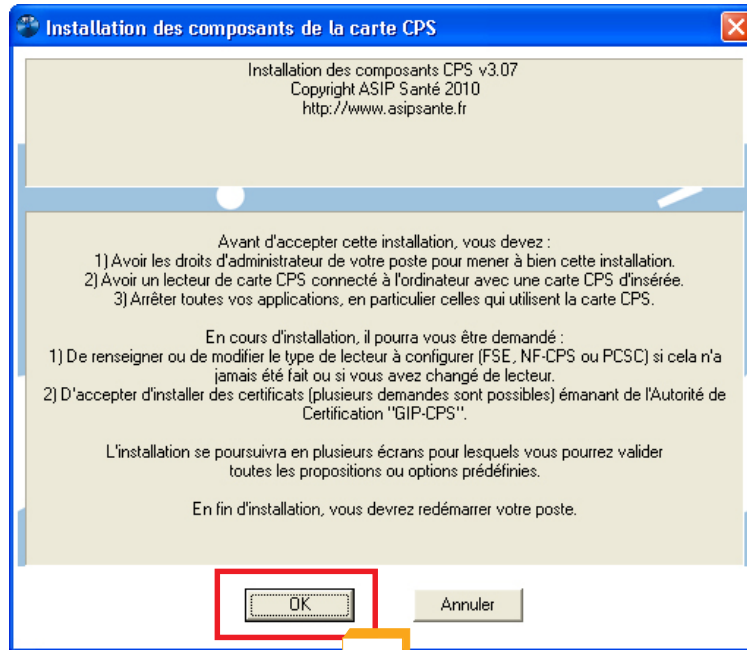 Installation des composants de la carte CPS
Installation des composants CPS v3.07
Copyright ASIP Santé 2010
http://www.asipsante.fr
Avant d'accepter cette installation, vous devez :
1) Avoir les droits d'administrateur de votre poste pour mener à bien cette installation.
2) Avoir un lecteur de carte CPS connecté à l'ordinateur avec une carte CPS d'insérée.
3) Arrêter toutes vos applications, en particulier celles qui utilisent la carte CPS.
En cours d'installation, il pourra vous être demandé :
1) De renseigner ou de modifier le type de lecteur à configurer (FSE, NF-CPS ou PCSC) si cela n'a
jamais été fait ou si vous avez changé de lecteur.
2) D'accepter d'installer des certificats (plusieurs demandes sont possibles) émanant de l'Autorité de
Certification "GIP-CPS".
L'installation se poursuivra en plusieurs écrans pour lesquels vous pourrez valider
toutes les propositions ou options prédéfinies.
En fin d'installation, vous devrez redémarrer votre poste.
OK
Annuler